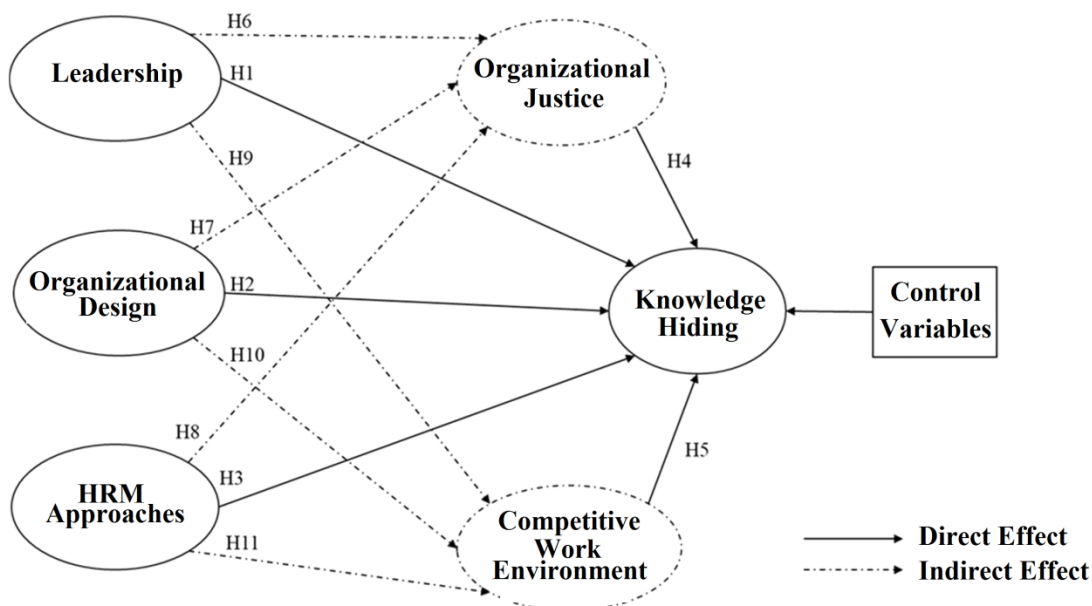 H6
Leadership
H1
H9
Organizational
Justice
H4
H7
Organizational
Design
H2
H10
Knowledge
Hiding
Control
Variables
H8
HRM
Approaches
H3
H11
H5
Competitive
Work
Environment
Direct Effect
Indirect Effect